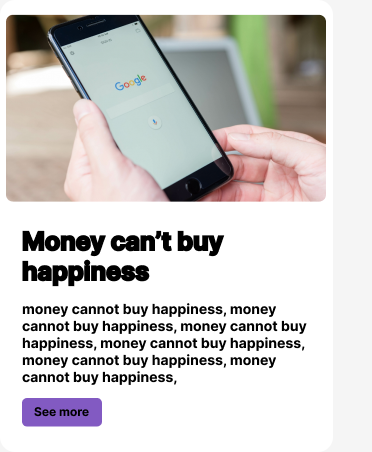 Google
Money can't buy
happiness
money cannot buy happiness, money
cannot buy happiness, money cannot buy
happiness, money cannot buy happiness,
money cannot buy happiness, money
cannot buy happiness,
See more